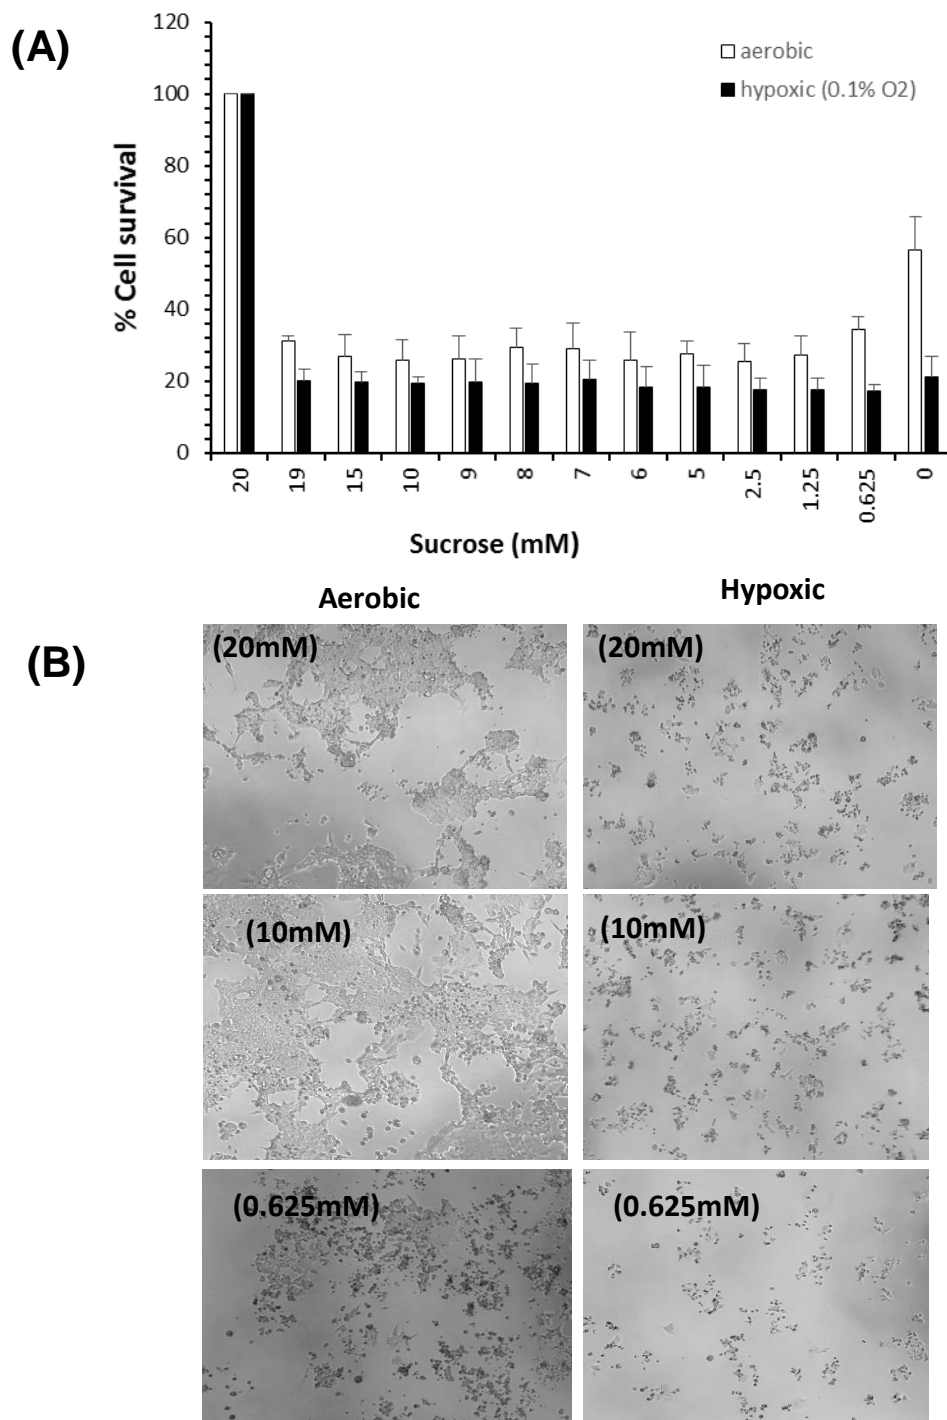 (A)
120
100
80
60
40
20
0
% Cell survival
aerobic
hypoxic (0.1% O2)
20 19 15 10 9 8 7 6 5 2.5 1.25 0.625 0
Sucrose (mM)
(B)
Aerobic Hypoxic
(20mM) (20mM)
(10mM) (10mM)
(0.625mM) (0.625mM)